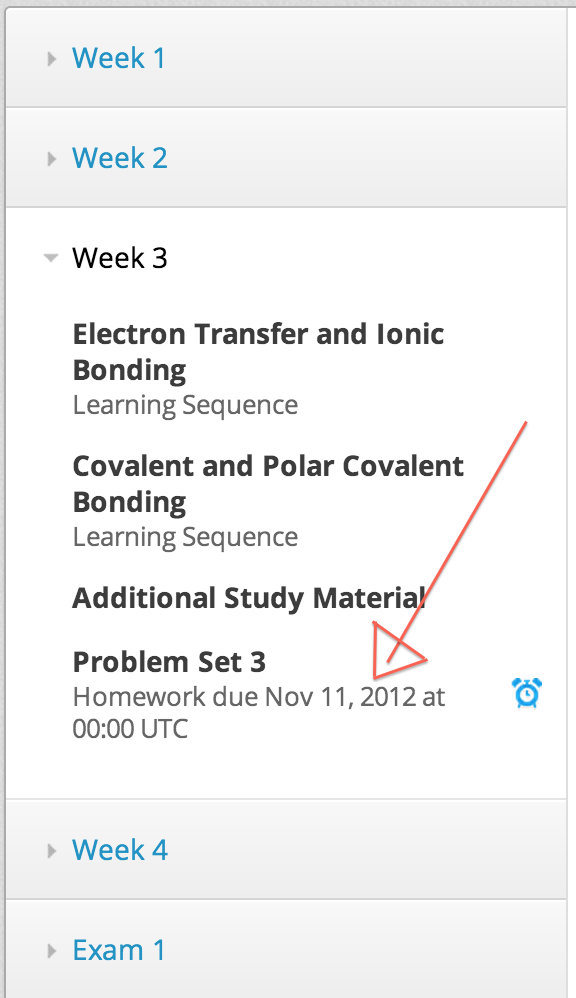 Week 1
Week 2
Week 3
Electron Transfer and Ionic
Bonding
Learning Sequence
Covalent and Polar Covalent
Bonding
Learning Sequence
Additional Study Material
Problem Set 3
Homework due Nov 11, 2012 at
00:00 UTC
Week 4
Exam 1